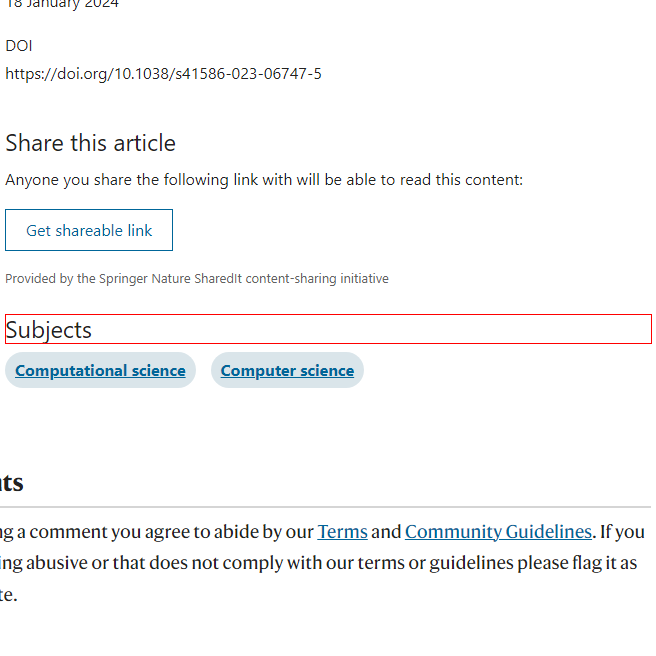 18 January 2024
DOI
https://doi.org/10.1038/s41586-023-06747-5
Share this article
Anyone you share the following link with will be able to read this content:
Get shareable link
Provided by the Springer Nature SharedIt content-sharing initiative
Subjects
Computational science Computer science
nts
ng a comment you agree to abide by our Terms and Community Guidelines. If you
ing abusive or that does not comply with our terms or guidelines please flag it as
te.